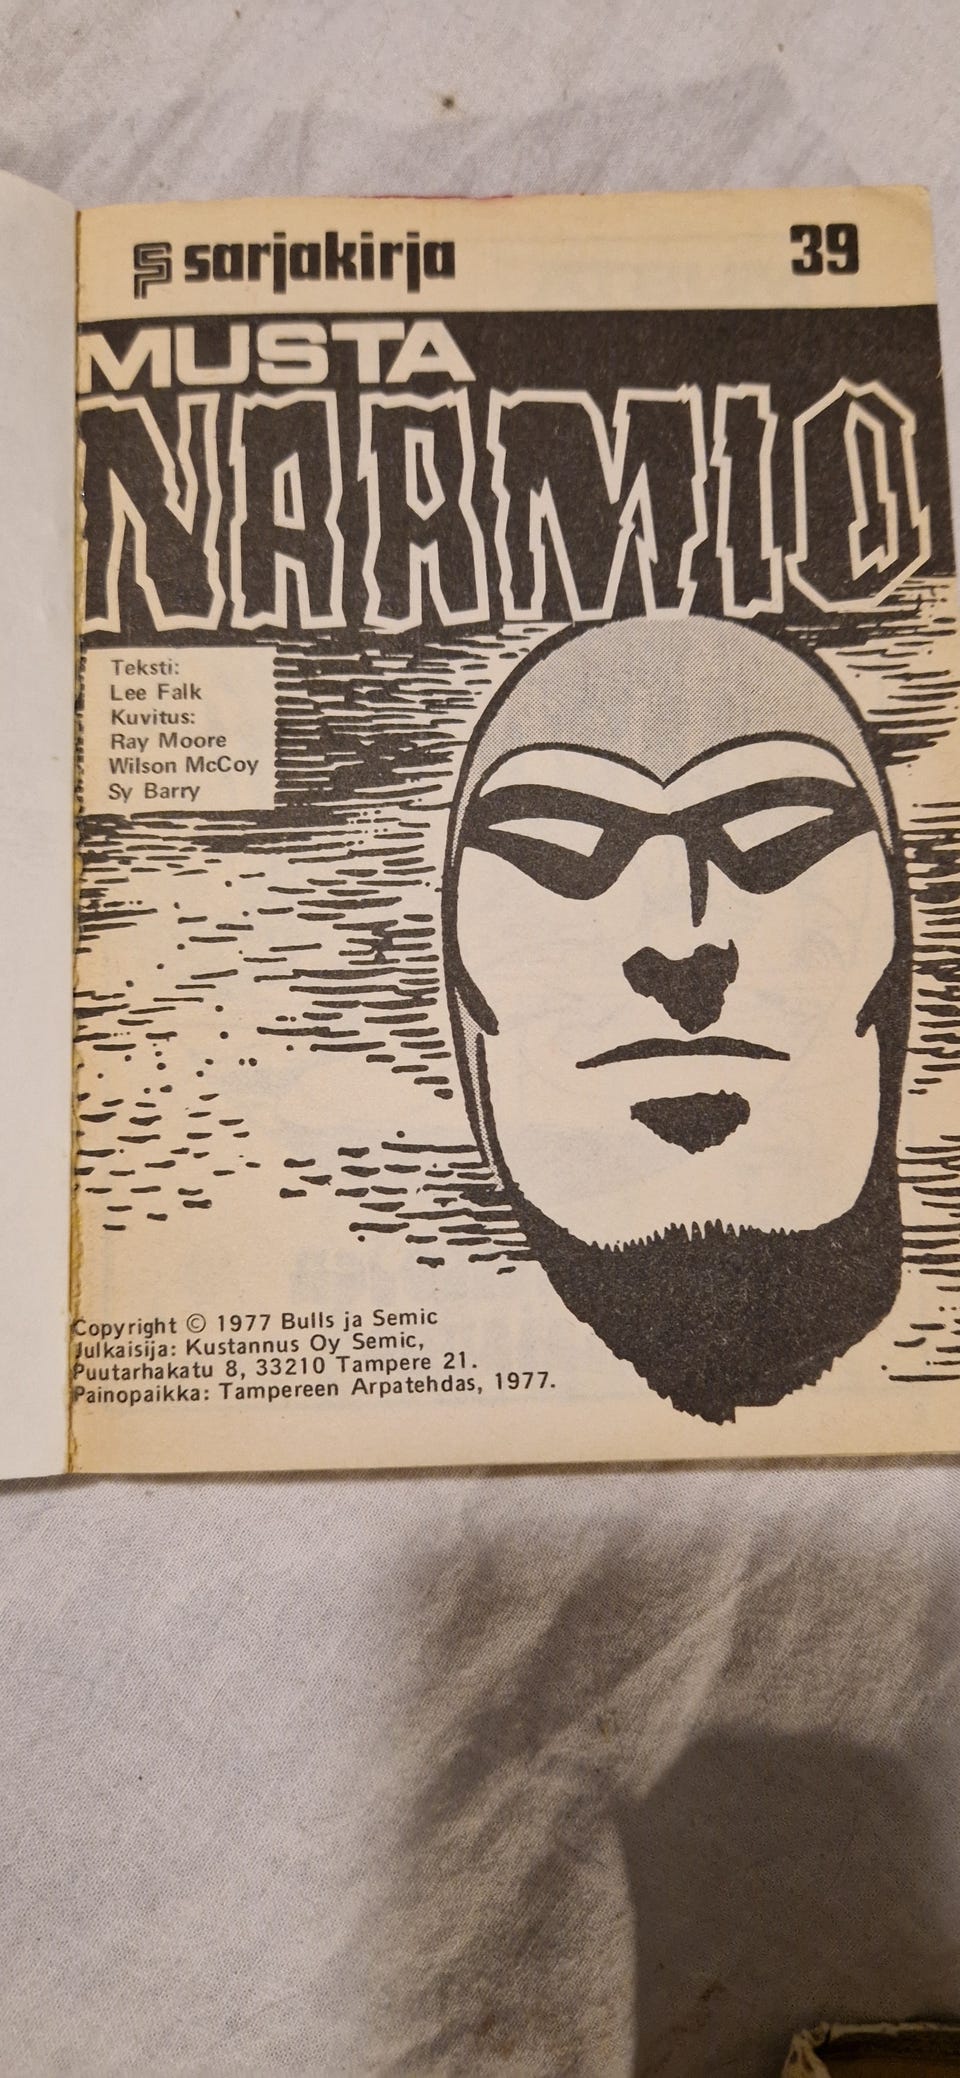 sarjakirja 39
MUSTA
NAAMIO
Teksti:
Lee Falk
Kuvitus:
Ray Moore
Wilson McCoy
Sy Barry
Copyright © 1977 Bulls ja Semic
Julkaisija: Kustannus Oy Semic,
Puutarhakatu 8, 33210 Tampere 21.
Painopaikka: Tampereen Arpatehdas, 1977.